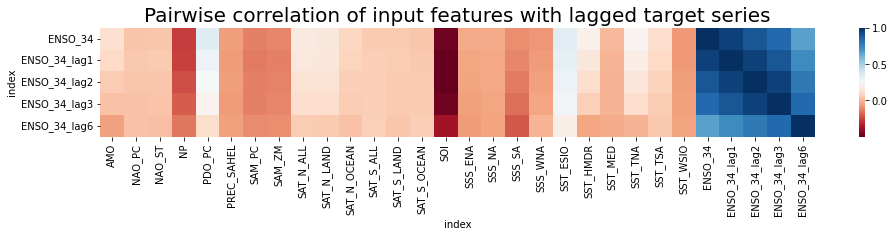 Pairwise correlation of input features with lagged target series
index
ENSO_34
ENSO_34_lag1
ENSO_34_lag2
ENSO_34_lag3
ENSO_34_lag6
1.0
0.5
0.0
AMO
NAO_PC
NAO_ST
NP
PDO_PC
PREC_SAHEL
SAM_PC
SAM_ZM
SAT_N_ALL
SAT_N_LAND
SAT_N_OCEAN
SAT_S_ALL
SAT_S_LAND
SAT_S_OCEAN
SOI
SSS_ENA
SSS_NA
SSS_SA
SSS_WNA
SST_ESIO
SST_HMDR
SST_MED
SST_TNA
SST_TSA
SST_WSIO
ENSO_34
ENSO_34_lag1
ENSO_34_lag2
ENSO_34_lag3
ENSO_34_lag6
index